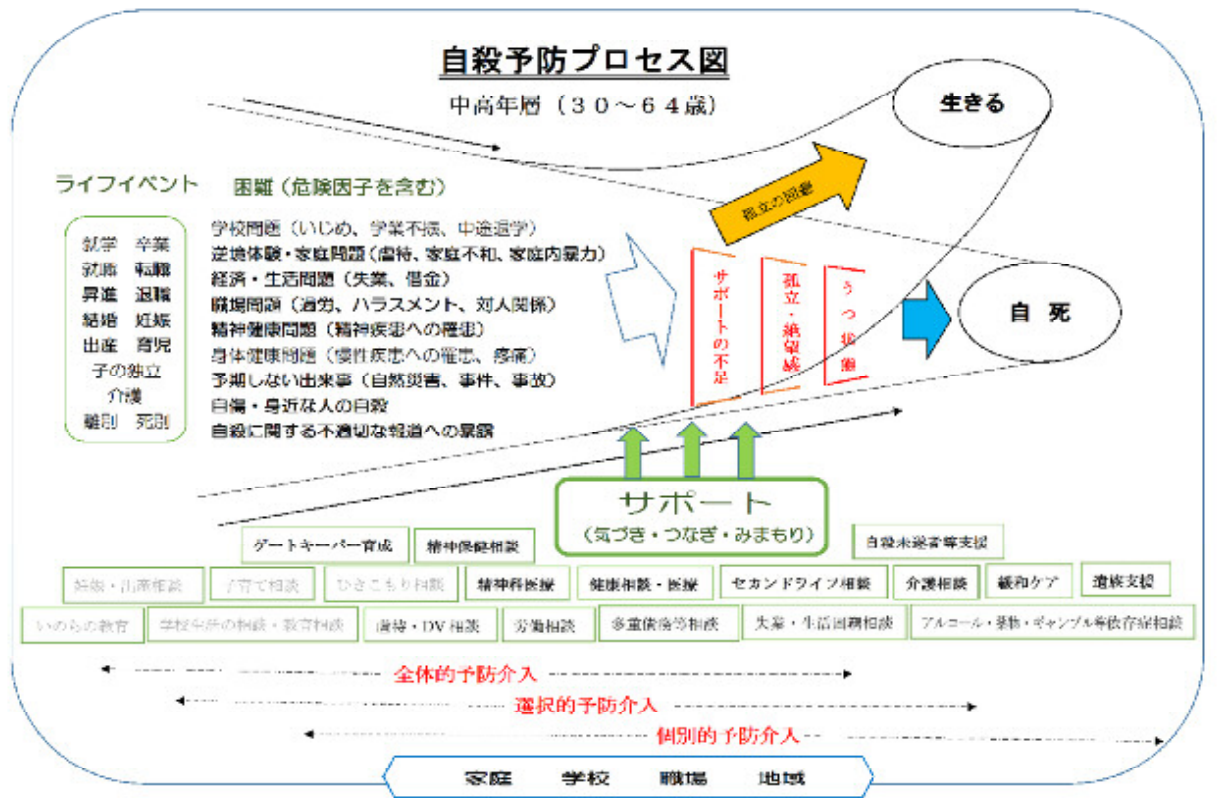 自殺予防プロセス図
中高年層（30～64歳）
生きる
孤立の回避
ライフイベント
困難（危険因子を含む）
就学　卒業
就職　転職
昇進　退職
結婚　妊娠
出産　育児
子の独立
介護
離別　死別
学校問題（いじめ、学業不振、中途退学）
逆境体験・家庭問題（虐待、家庭不和、家庭内暴力）
経済・生活問題（失業、借金）
職場問題（過労、ハラスメント、対人関係）
精神健康問題（精神疾患への罹患）
身体健康問題（慢性疾患への罹患、疼痛）
予期しない出来事（自然災害、事件、事故）
自傷・身近な人の自殺
自殺に関する不適切な報道への暴露
サポートの不足
孤立・絶望感
うつ状態
自　死
サポート
（気づき・つなぎ・みまもり）
ゲートキーパー育成
精神保健相談
自殺未遂者等支援
妊娠・出産相談
子育て相談
ひきこもり相談
精神科医療
健康相談・医療
セカンドライフ相談
介護相談
緩和ケア
遺族支援
いのちの教育
学校生活の相談・教育相談
虐待・DV相談
労働相談
多重債務等相談
失業・生活困窮相談
アルコール・薬物・ギャンブル等依存症相談
全体的予防介入
選択的予防介入
個別的予防介入
家庭　学校　職場　地域